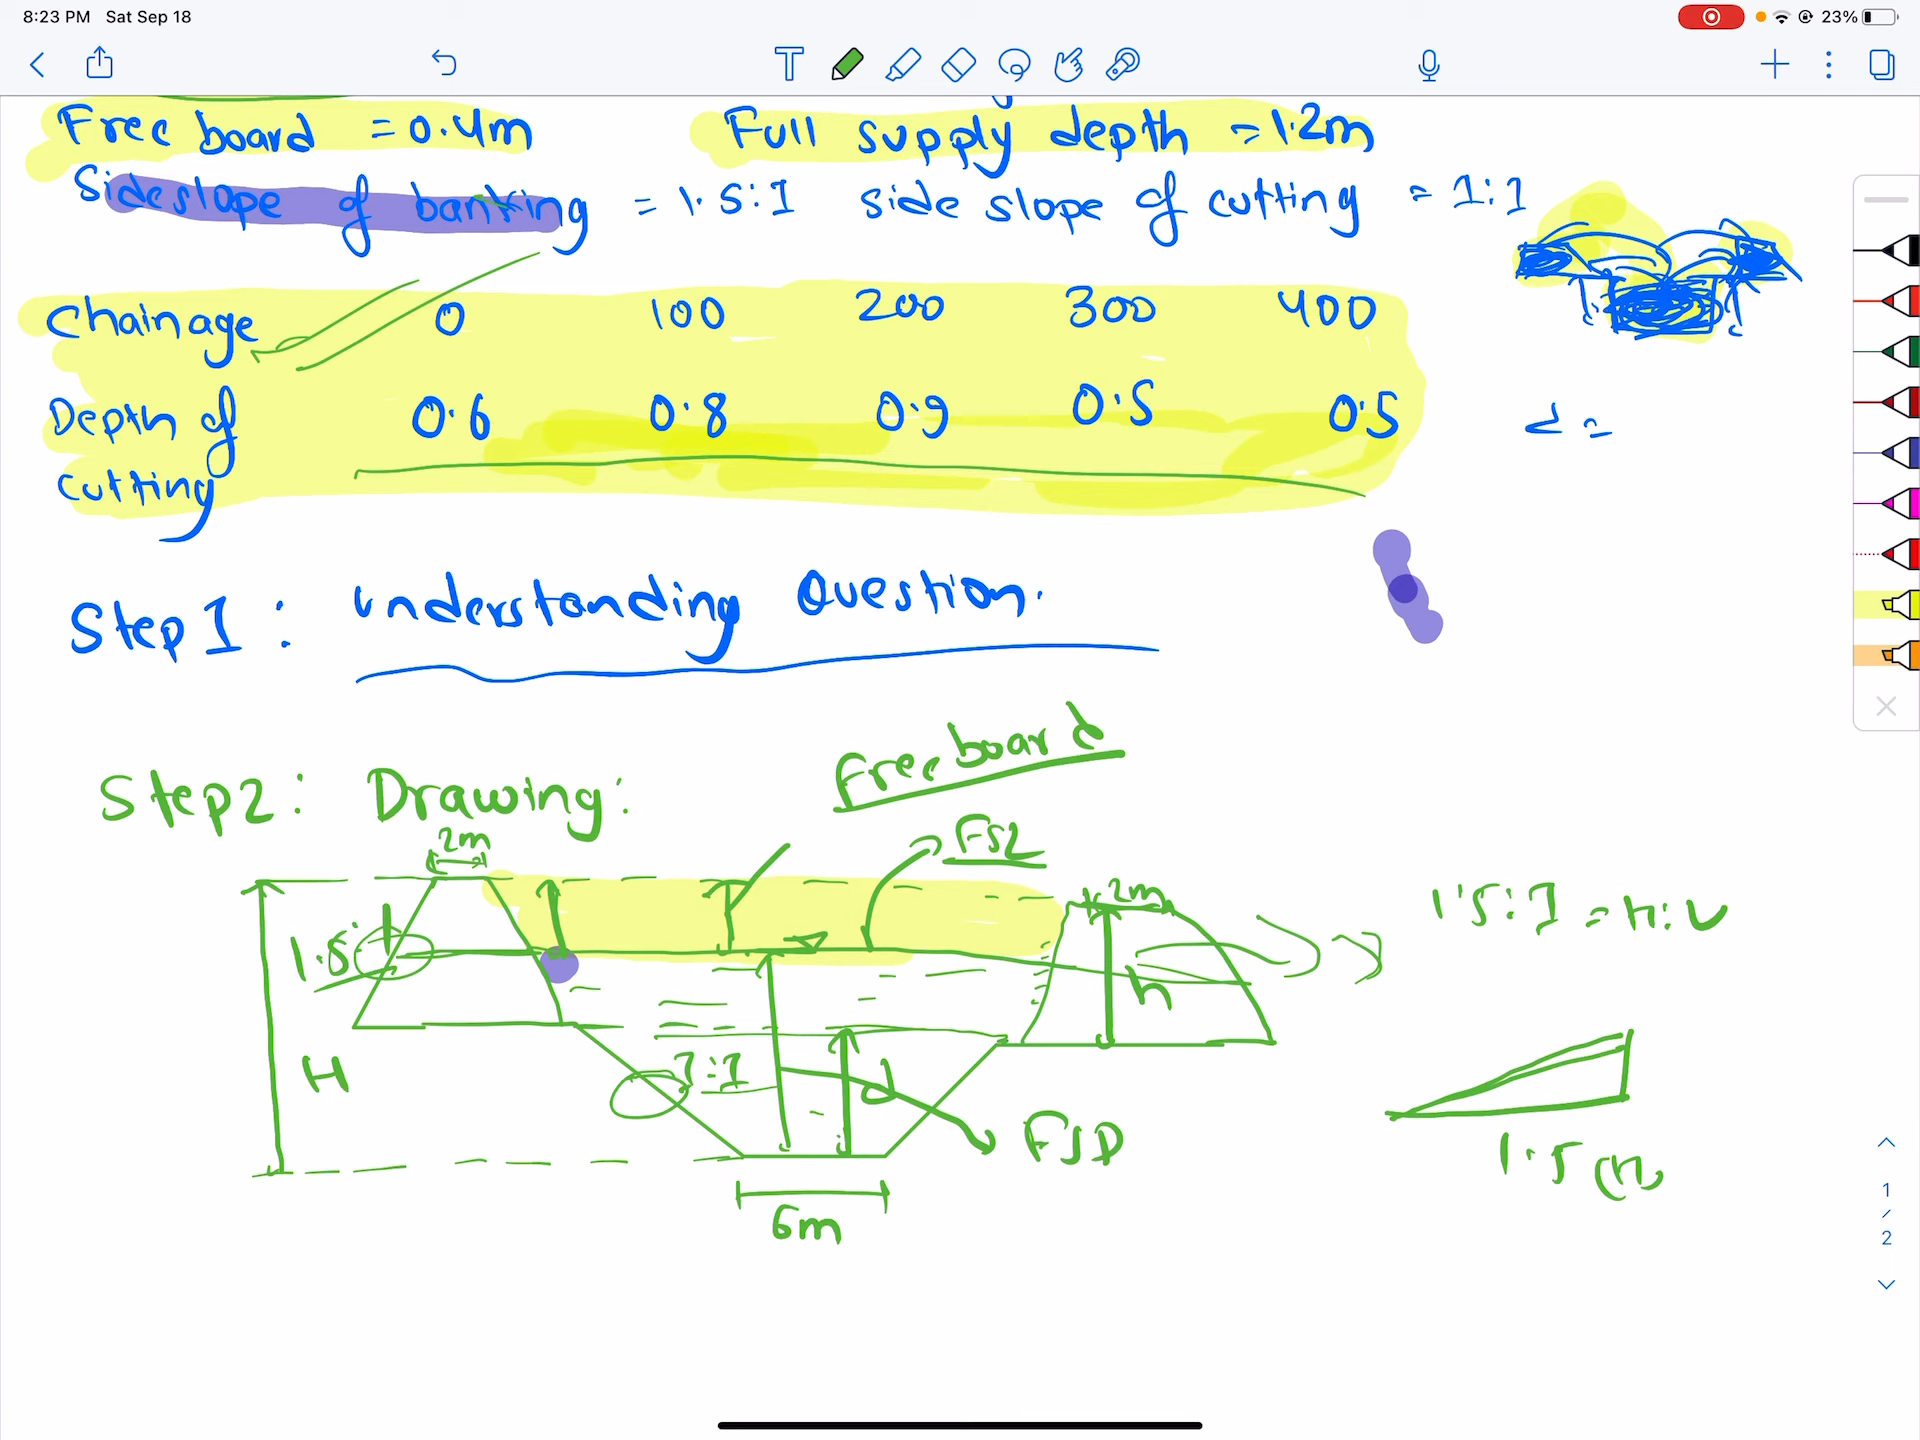 8:23 PM Sat Sep 18
23%
T
Free board = 0.4m Full supply depth = 1.2m
Side slope of banking = 1.5:1 side slope of cutting = 1:1
Chainage 0 100 200 300 400
Depth of cutting 0.6 0.8 0.9 0.5 0.5
d =
Step 1 : understanding Question.
Step 2 : Drawing :
Free board
2m
FSL
2m
1.5:1
1.5:1 = h:v
h
H
1:1
d
FSD
1.5 (h)
6m
1
/
2